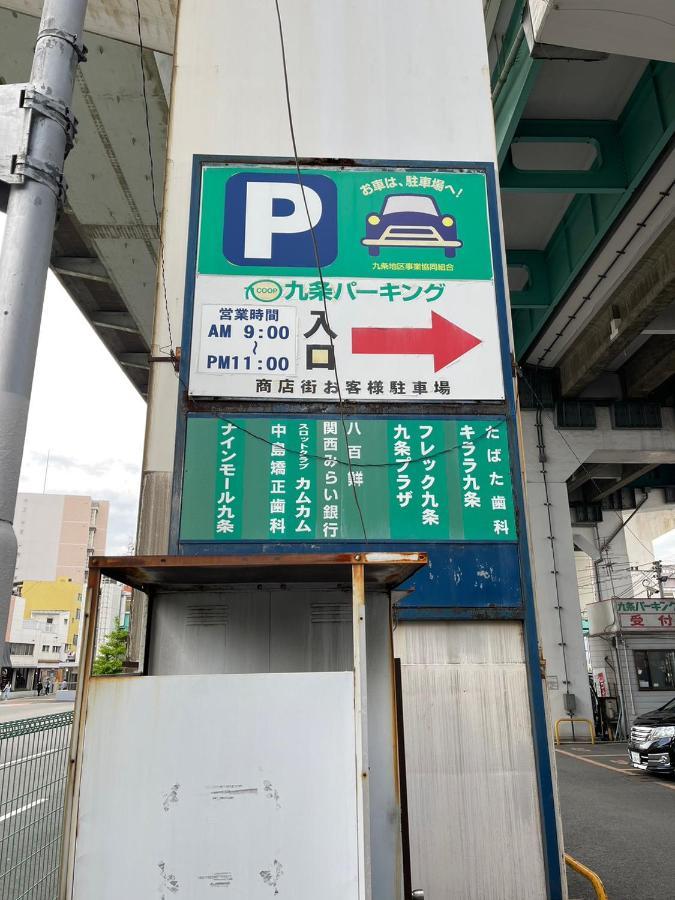 P
お車は、駐車場へ!
九条地区事業協同組合
COOP 九条パーキング
営業時間
AM 9:00
~
PM11:00
入口
商店街お客様駐車場
たばた歯科
キララ九条
フレック九条
九条プラザ
八百鮮
関西みらい銀行
スロットクラブ カムカム
中島矯正歯科
ナインモール九条
九条パーキング
受付